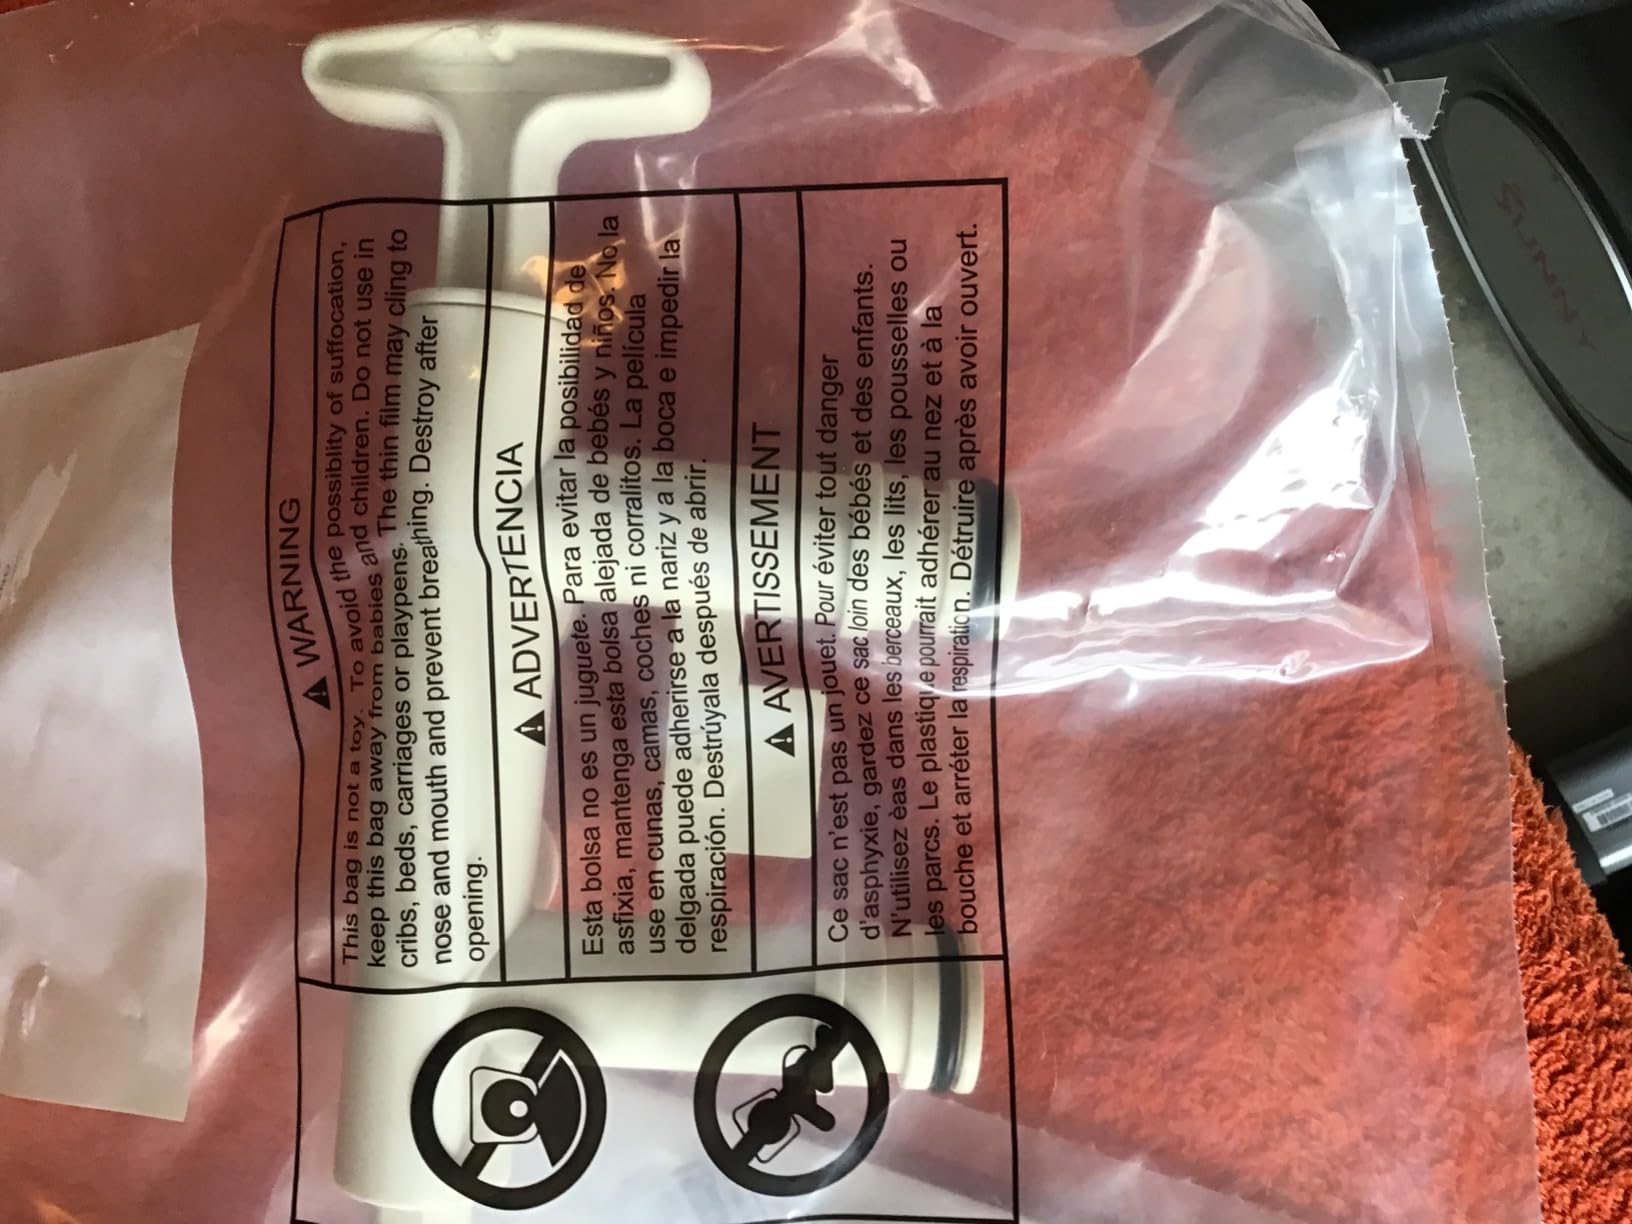 WARNING
This bag is not a toy. To avoid the possiblity of suffocation,
keep this bag away from babies and children. Do not use in
cribs, beds, carriages or playpens. The thin film may cling to
nose and mouth and prevent breathing. Destroy after
opening.
ADVERTENCIA
Esta bolsa no es un juguete. Para evitar la posibilidad de
asfixia, mantenga esta bolsa alejada de bebés y niños. No la
use en cunas, camas, coches ni corralitos. La película
delgada puede adherirse a la nariz y a la boca e impedir la
respiración. Destrúyala después de abrir.
AVERTISSEMENT
Ce sac n'est pas un jouet. Pour éviter tout danger
d'asphyxie, gardez ce sac loin des bébés et des enfants.
N'utilisez èas dans les berceaux, les lits, les pousselles ou
les parcs. Le plastique pourrait adhérer au nez et à la
bouche et arréter la respiration. Détruire après avoir ouvert.
SUNNY